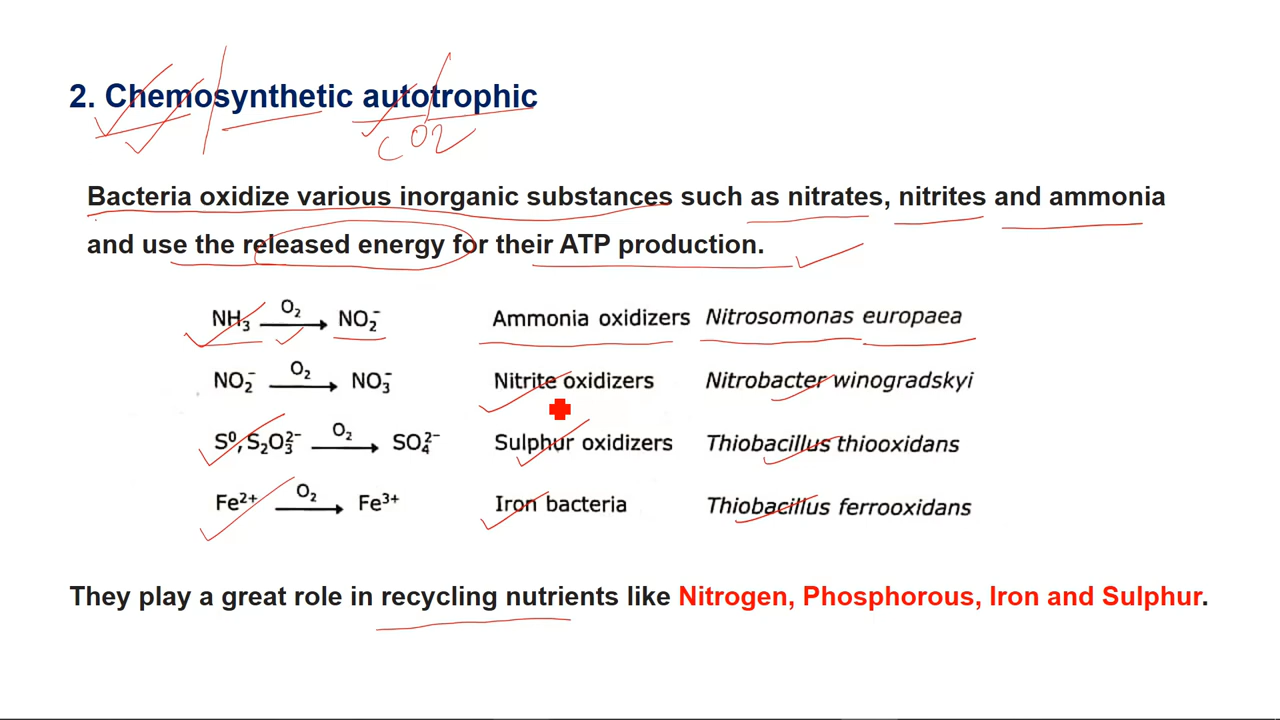 2. Chemosynthetic autotrophic
CO2
Bacteria oxidize various inorganic substances such as nitrates, nitrites and ammonia
and use the released energy for their ATP production.
NH₃ —O₂→ NO₂⁻ Ammonia oxidizers Nitrosomonas europaea
NO₂⁻ —O₂→ NO₃⁻ Nitrite oxidizers Nitrobacter winogradskyi
S⁰, S₂O₃²⁻ —O₂→ SO₄²⁻ Sulphur oxidizers Thiobacillus thiooxidans
Fe²⁺ —O₂→ Fe³⁺ Iron bacteria Thiobacillus ferrooxidans
They play a great role in recycling nutrients like Nitrogen, Phosphorous, Iron and Sulphur.